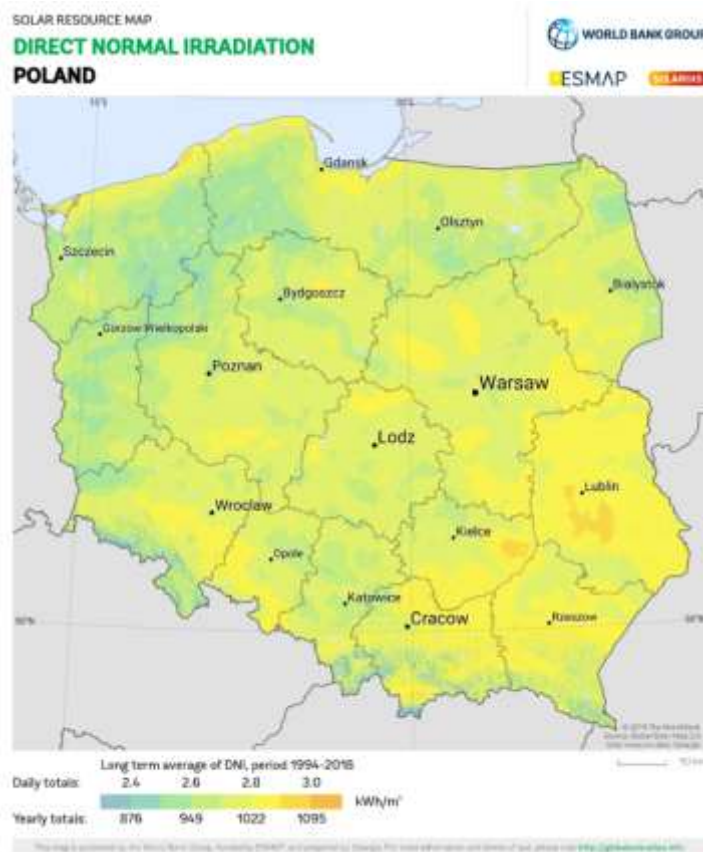 SOLAR RESOURCE MAP
DIRECT NORMAL IRRADIATION
POLAND
WORLD BANK GROUP
ESMAP
SOLARGIS
Gdansk
Olsztyn
Szczecin
Bialystok
Bydgoszcz
Gorzow Wielkopolski
Poznan
Warsaw
Lodz
Lublin
Wroclaw
Kielce
Opole
Katowice
Cracow
Rzeszow
Long term average of DNI, period 1994-2018
Daily totals: 2.4 2.6 2.8 3.0
kWh/m²
Yearly totals: 876 949 1022 1095